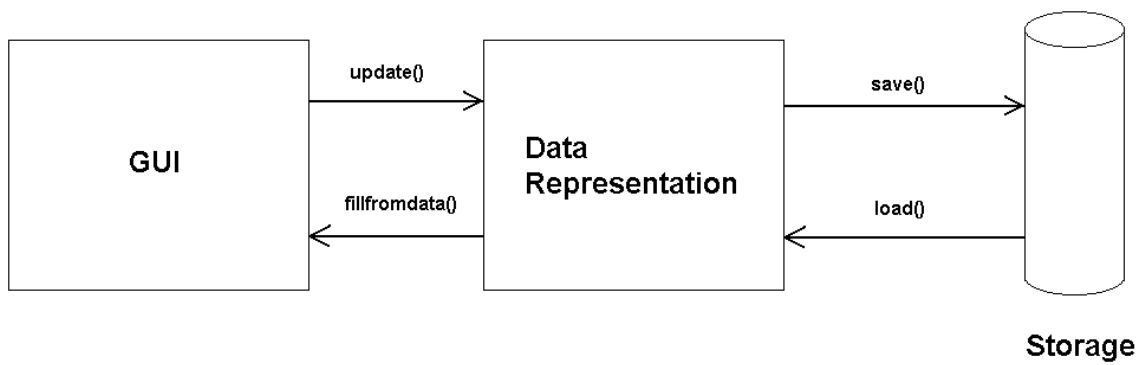 update()
save()
GUI
Data
Representation
fillfromdata()
load()
Storage